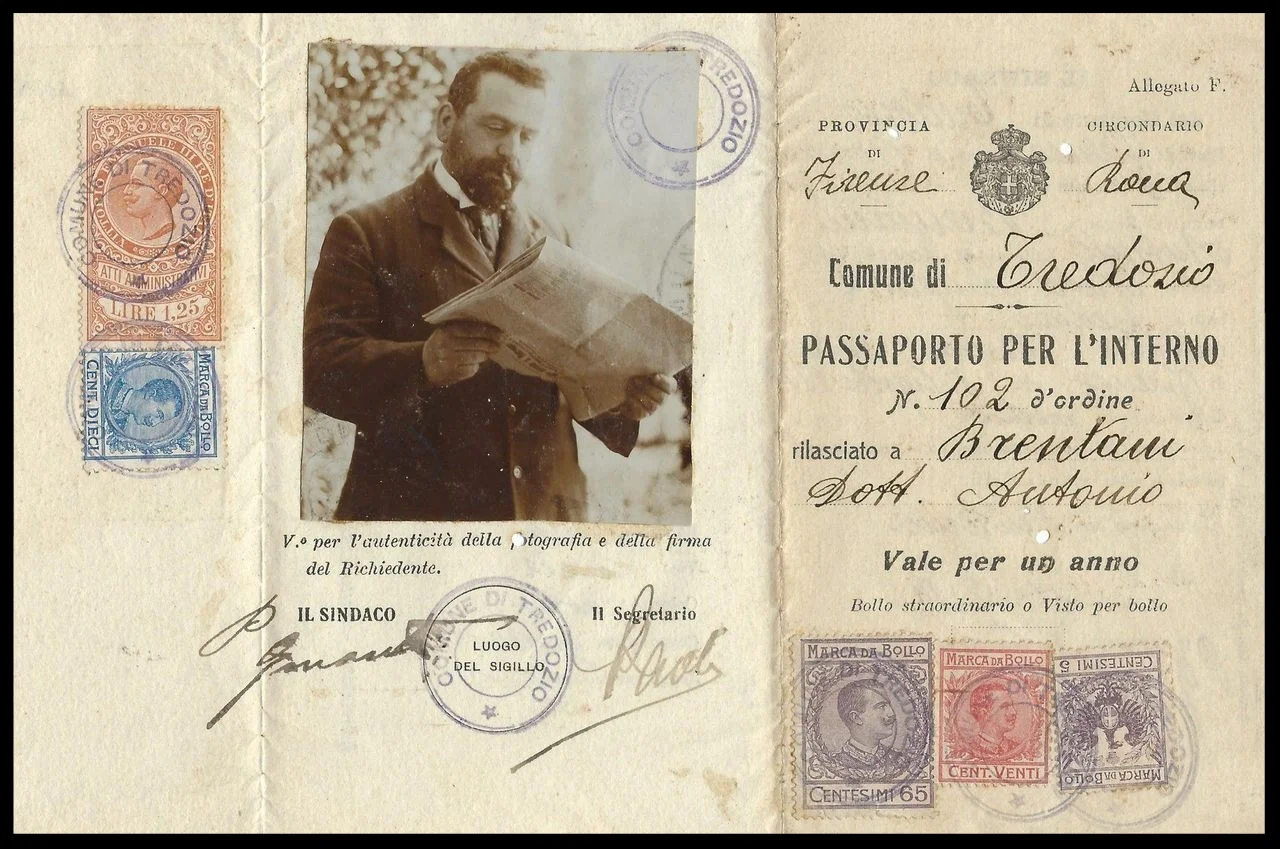 VITTORIO EMANUELE III RE D'
ATTI AMMINISTRATIVI
LIRE 1,25
COMUNE DI TREDOZIO
MARCA DA BOLLO
CENT. DIECI
COMUNE DI TREDOZIO
V.º per l'autenticità della fotografia e della firma
del Richiedente.
IL SINDACO
Il Segretario
COMUNE DI TREDOZIO
LUOGO
DEL SIGILLO
Allegato F.
PROVINCIA
DI
Firenze
CIRCONDARIO
DI
Rocca
Comune di Tredozio
PASSAPORTO PER L'INTERNO
N. 102 d'ordine
rilasciato a Brentani
Dott. Antonio
Vale per un anno
Bollo straordinario o Visto per bollo
MARCA DA BOLLO
CENTESIMI 65
MARCA DA BOLLO
CENT. VENTI
CENTESIMI 5
MARCA DA BOLLO